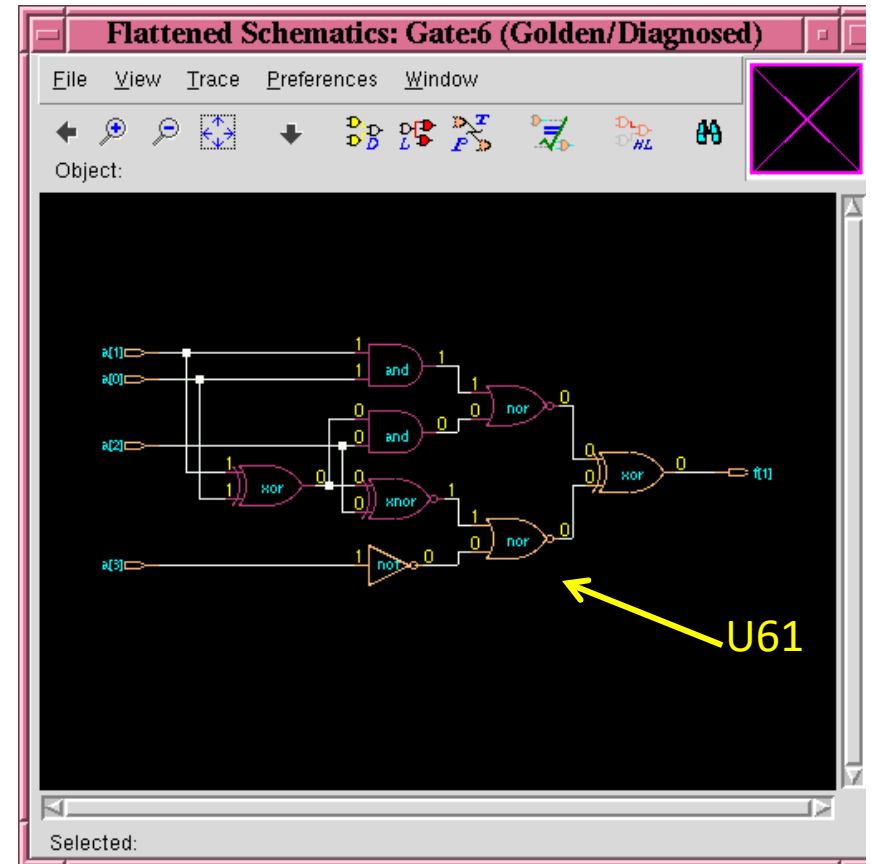 Flattened Schematics: Gate:6 (Golden/Diagnosed)
File View Trace Preferences Window
D L P T HL
Object:
a[1] 1 1
a[0] 1 and 1 nor 0
0 0
a[2] 0 and 0 0 xor 0 f[1]
1 xor 0 0 xnor 1 0
1 0 1
0 nor 0
a[3] 1 not 0
U61
Selected: